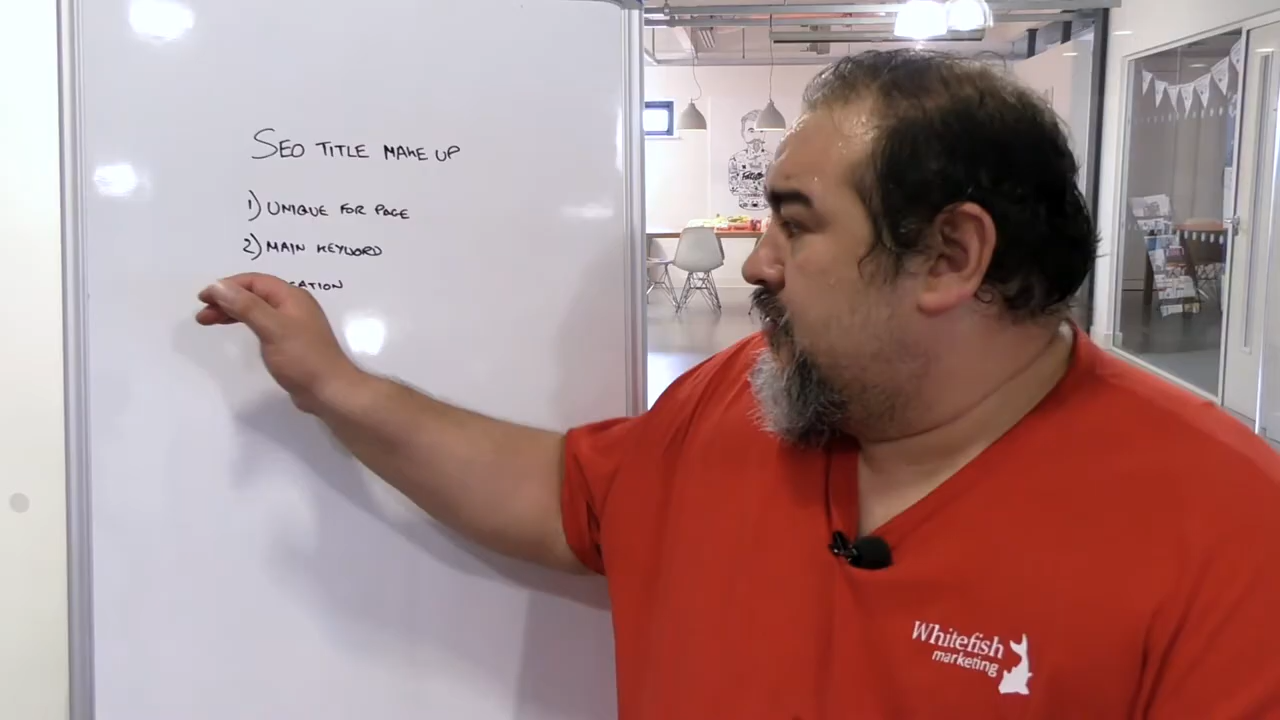 SEO TITLE MAKE UP
1) UNIQUE FOR PAGE
2) MAIN KEYWORD
Whitefish
marketing